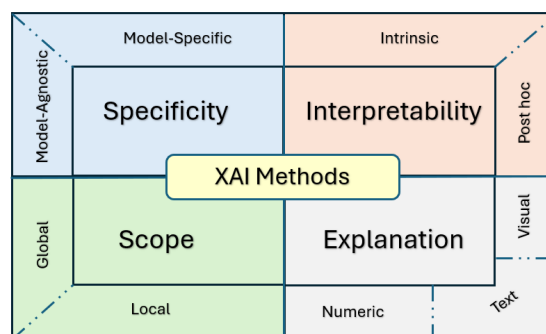 Model-Specific
Intrinsic
Model-Agnostic
Specificity
Interpretability
Post hoc
XAI Methods
Global
Scope
Explanation
Visual
Local
Numeric
Text